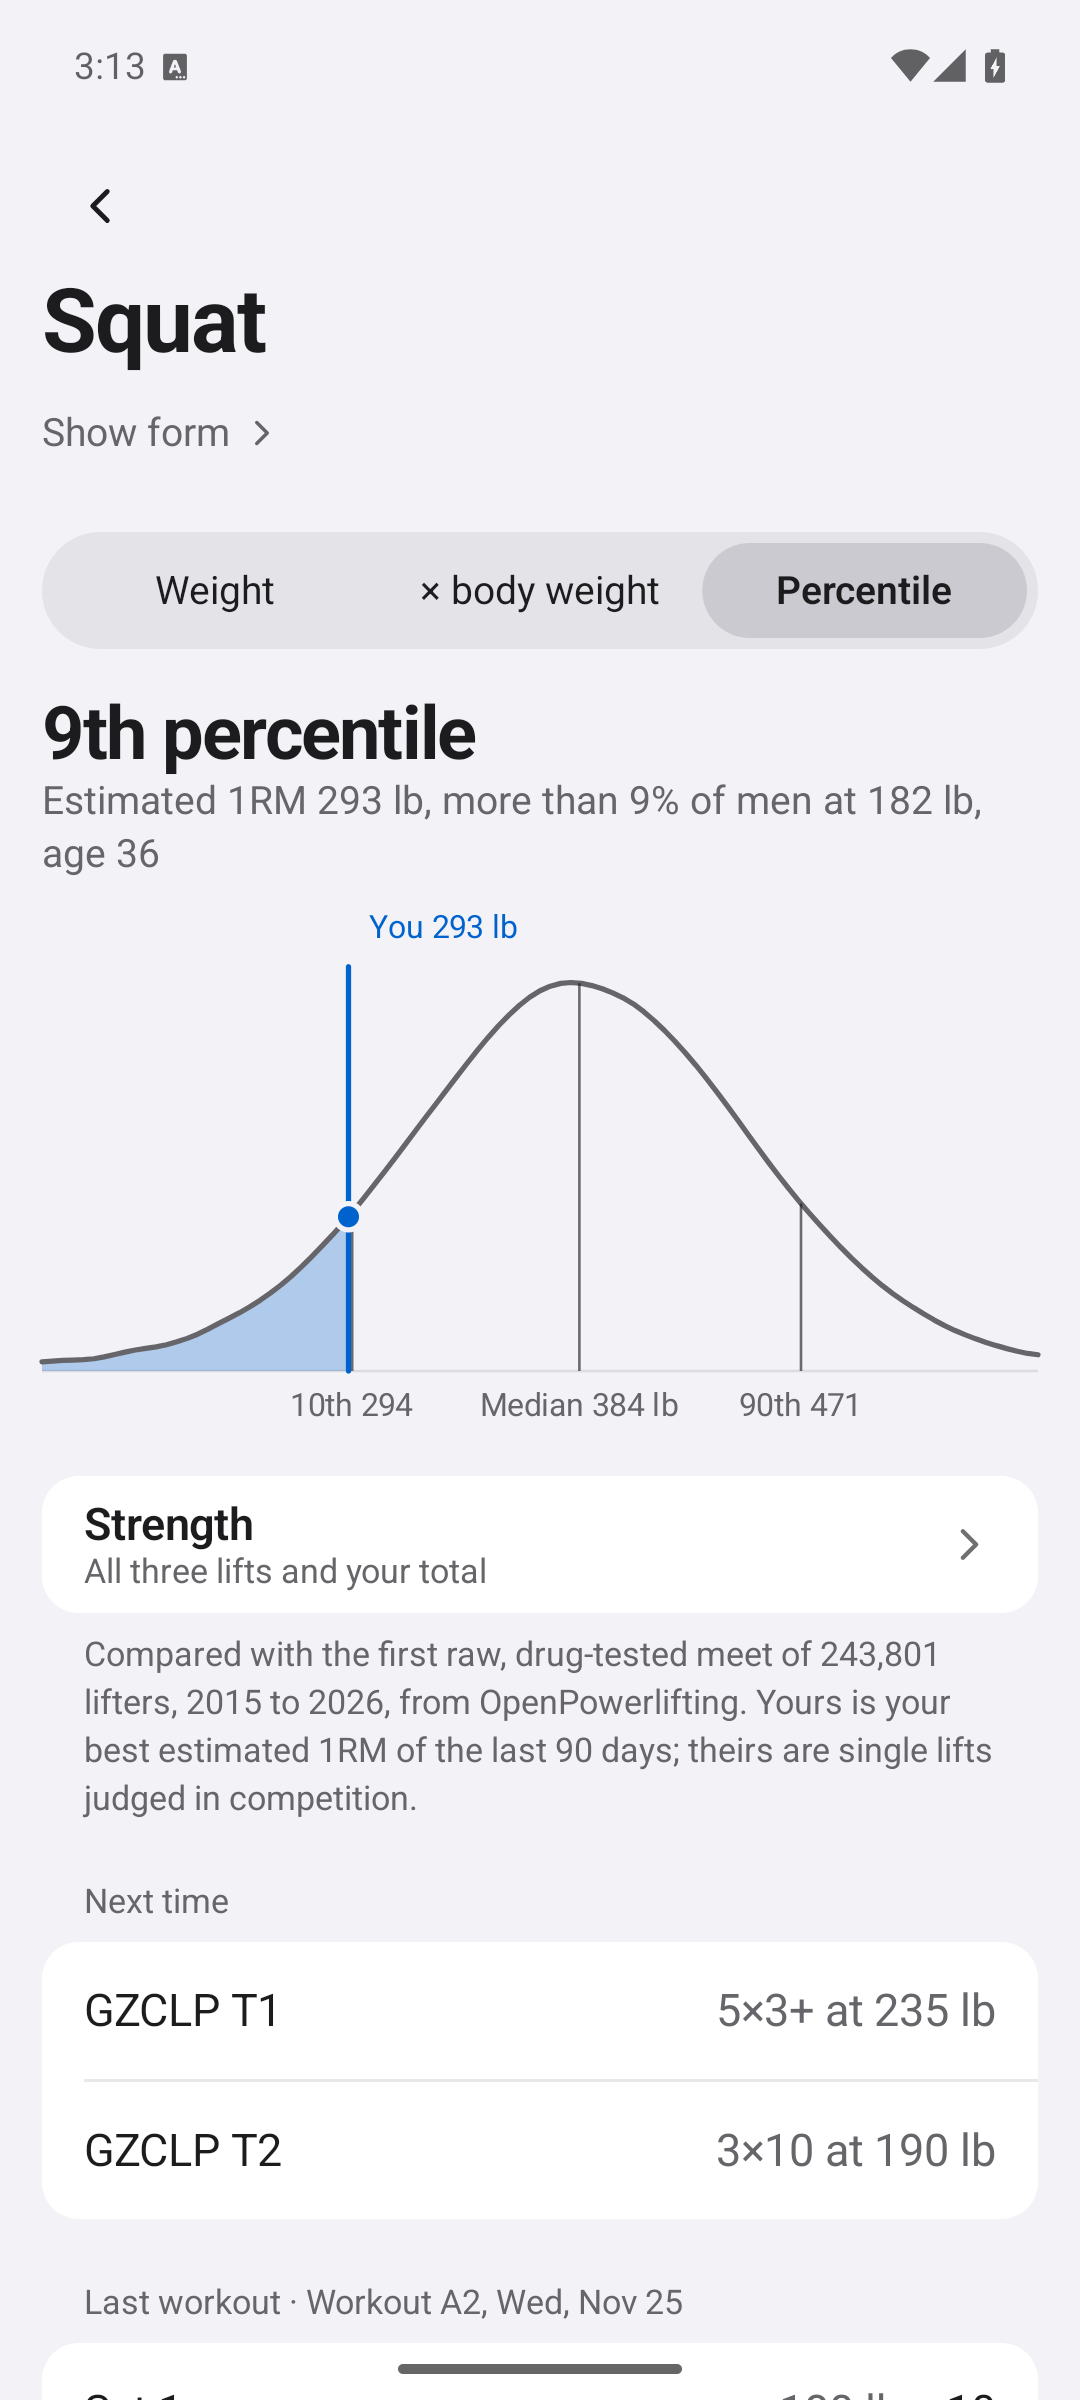 3:13
Squat
Show form
Weight
× body weight
Percentile
9th percentile
Estimated 1RM 293 lb, more than 9% of men at 182 lb,
age 36
You 293 lb
10th 294
Median 384 lb
90th 471
Strength
All three lifts and your total
Compared with the first raw, drug-tested meet of 243,801
lifters, 2015 to 2026, from OpenPowerlifting. Yours is your
best estimated 1RM of the last 90 days; theirs are single lifts
judged in competition.
Next time
GZCLP T1
5×3+ at 235 lb
GZCLP T2
3×10 at 190 lb
Last workout · Workout A2, Wed, Nov 25